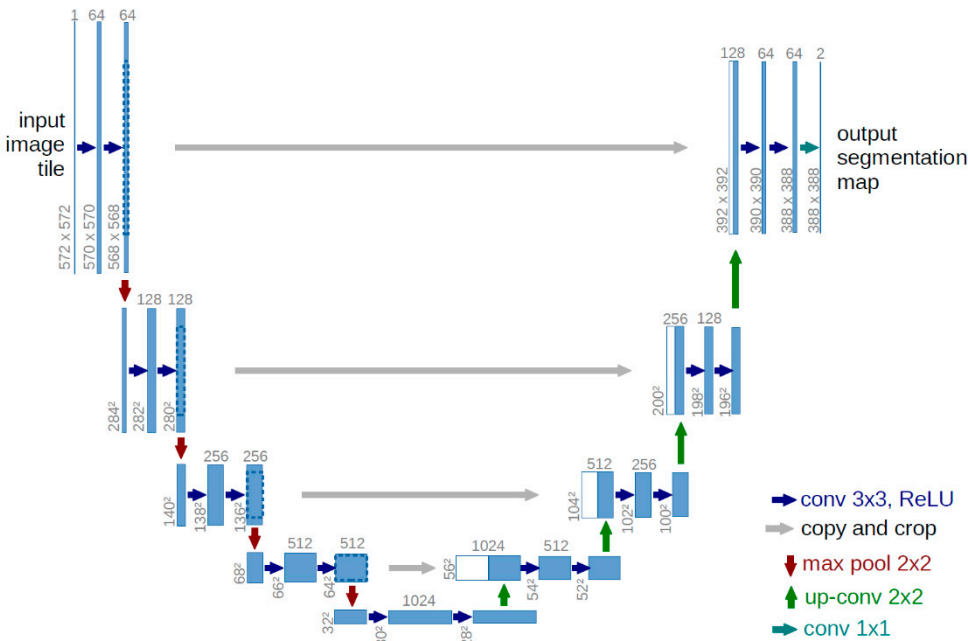 1 64 64
128 64 64 2
input
image
tile
output
segmentation
map
572 x 572
570 x 570
568 x 568
392 x 392
390 x 390
388 x 388
388 x 388
128 128
256 128
284²
282²
280²
200²
198²
196²
256 256
512 256
140²
138²
136²
104²
102²
100²
512 512
1024 512
68²
66²
64²
56²
54²
52²
1024
32²
conv 3x3, ReLU
copy and crop
max pool 2x2
up-conv 2x2
conv 1x1